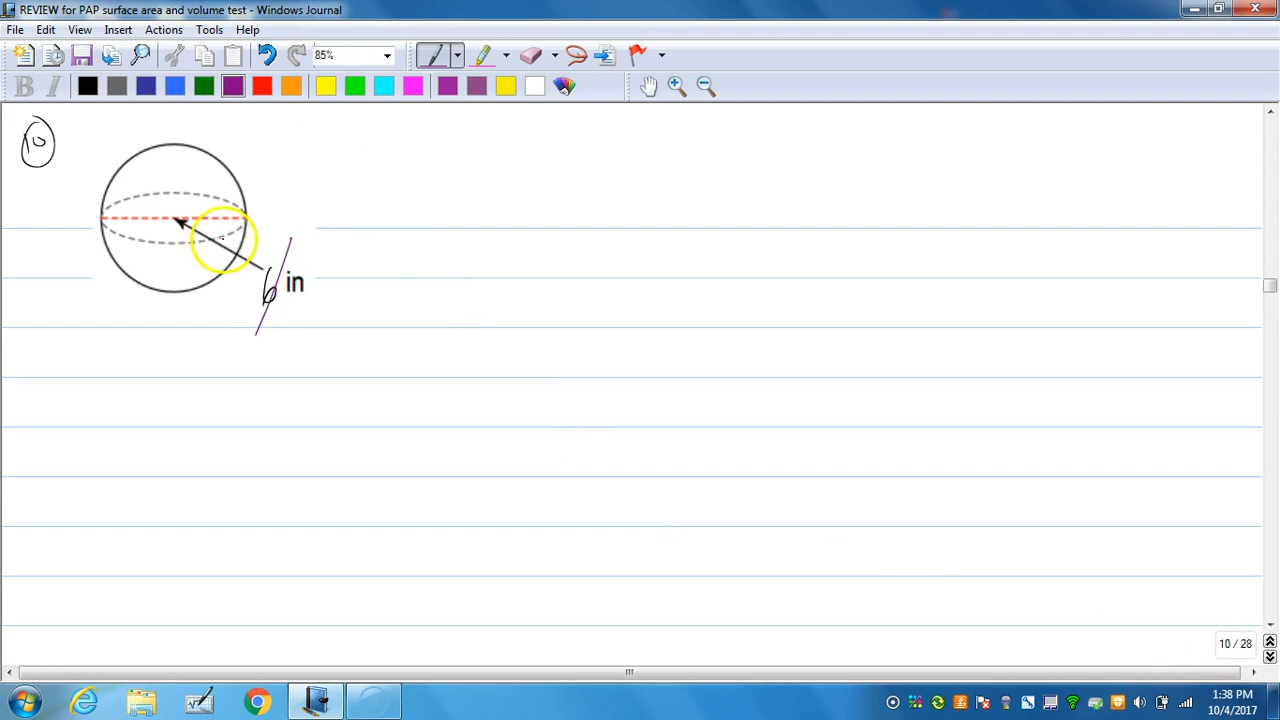 REVIEW for PAP surface area and volume test - Windows Journal
File Edit View Insert Actions Tools Help
85%
B I
10
6 in
10 / 28
1:38 PM
10/4/2017